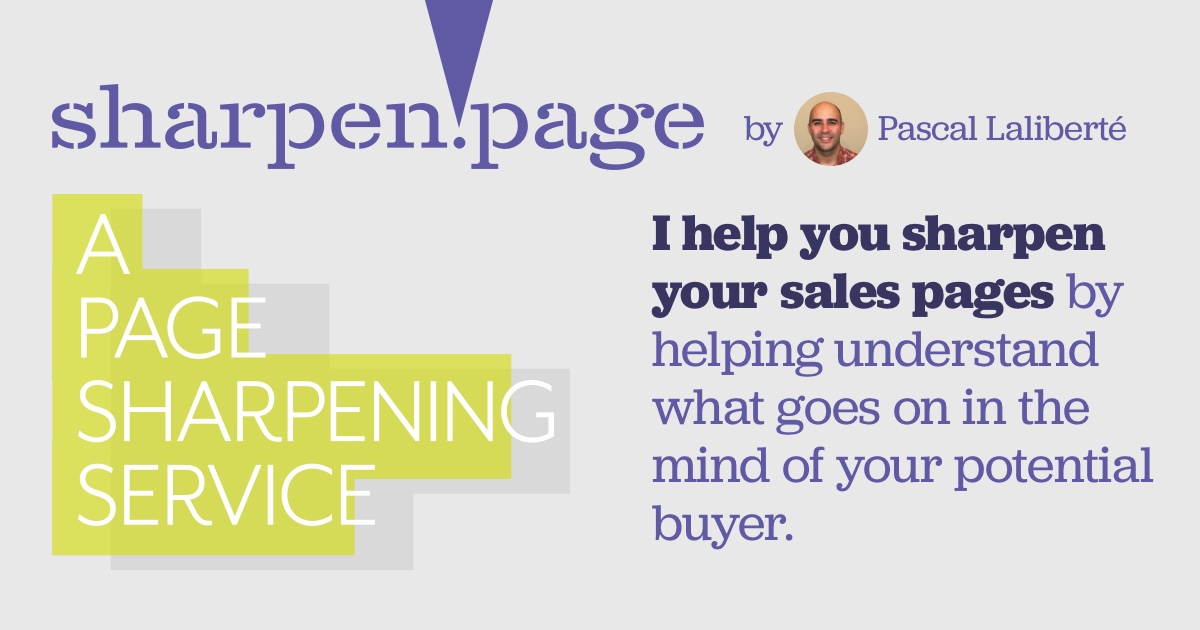 sharpen.page
by Pascal Laliberté
A
PAGE
SHARPENING
SERVICE
I help you sharpen
your sales pages by
helping understand
what goes on in the
mind of your potential
buyer.